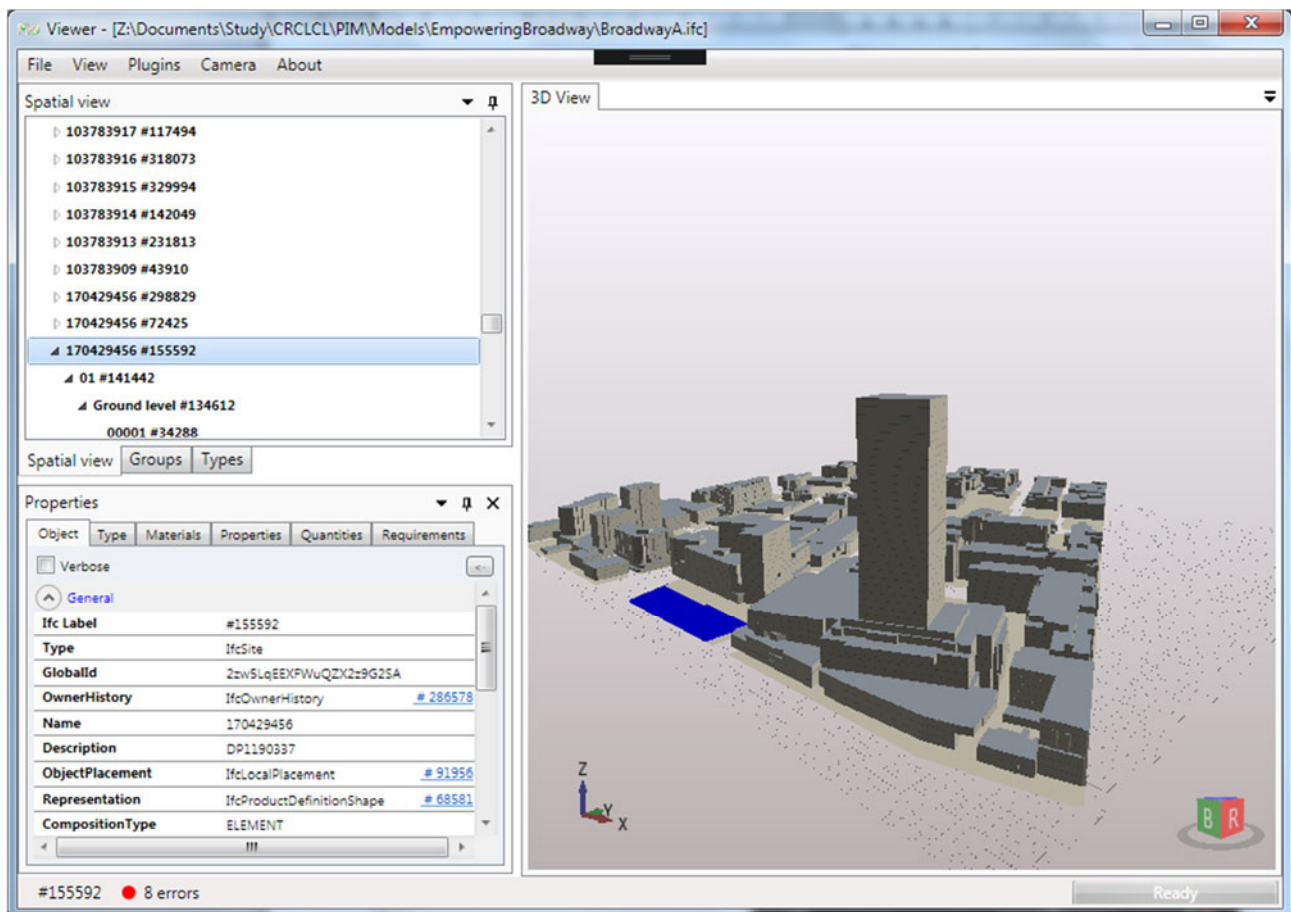 Viewer - [Z:\Documents\Study\CRCLCL\PIM\Models\EmpoweringBroadway\BroadwayA.ifc]
File View Plugins Camera About
Spatial view
103783917 #117494
103783916 #318073
103783915 #329994
103783914 #142049
103783913 #231813
103783909 #43910
170429456 #298829
170429456 #72425
170429456 #155592
01 #141442
Ground level #134612
00001 #34288
Spatial view Groups Types
Properties
Object Type Materials Properties Quantities Requirements
Verbose
General
Ifc Label #155592
Type IfcSite
GlobalId 2zwSLqEEXFWuQZX2z9G2SA
OwnerHistory IfcOwnerHistory # 286578
Name 170429456
Description DP1190337
ObjectPlacement IfcLocalPlacement # 91956
Representation IfcProductDefinitionShape # 68581
CompositionType ELEMENT
#155592 8 errors
3D View
Z
Y
X
B R
Ready